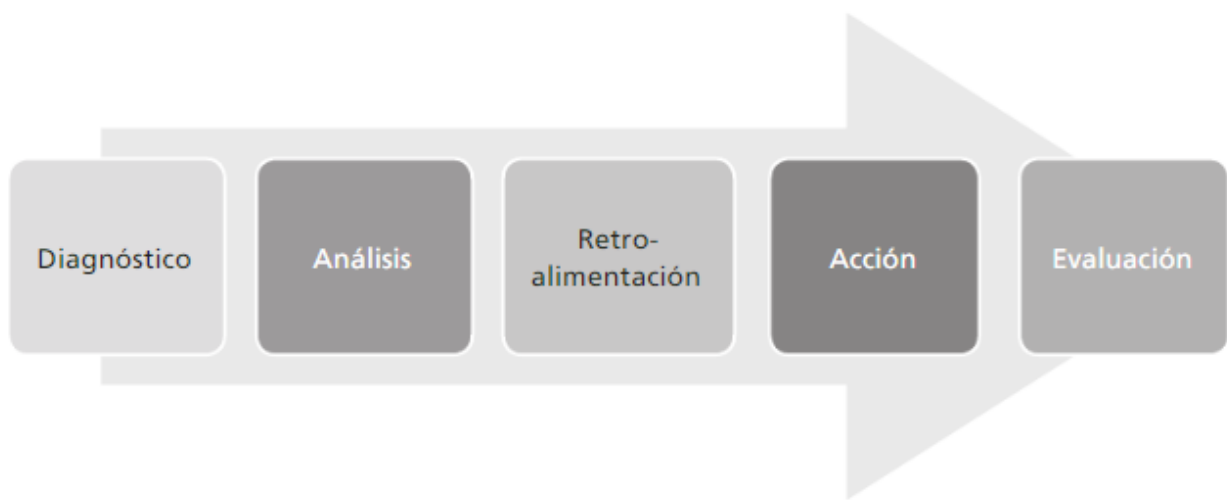 Diagnóstico
Análisis
Retro-
alimentación
Acción
Evaluación